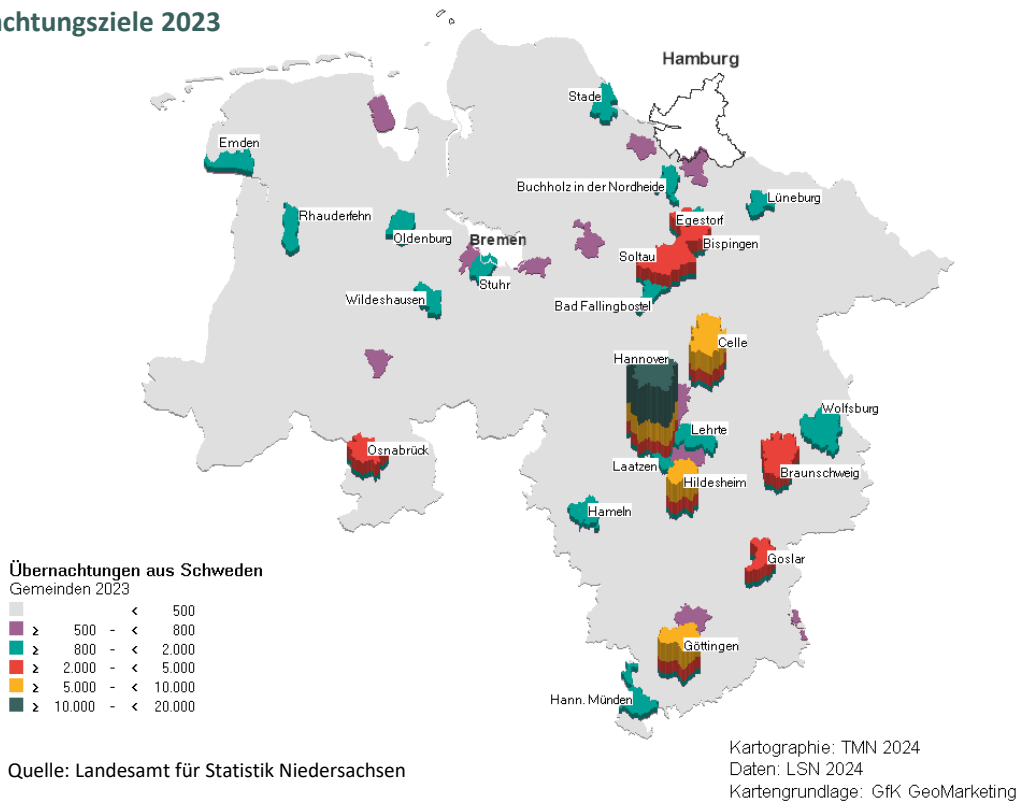 achtungsziele 2023
Hamburg
Stade
Emden
Buchholz in der Nordheide
Lüneburg
Rhauderfehn
Egestorf
Oldenburg
Bremen
Bispingen
Soltau
Stuhr
Wildeshausen
Bad Fallingbostel
Celle
Hannover
Wolfsburg
Lehrte
Osnabrück
Laatzen
Braunschweig
Hildesheim
Hameln
Goslar
Göttingen
Hann. Münden
Übernachtungen aus Schweden
Gemeinden 2023
< 500
≥ 500 - < 800
≥ 800 - < 2.000
≥ 2.000 - < 5.000
≥ 5.000 - < 10.000
≥ 10.000 - < 20.000
Quelle: Landesamt für Statistik Niedersachsen
Kartographie: TMN 2024
Daten: LSN 2024
Kartengrundlage: GfK GeoMarketing